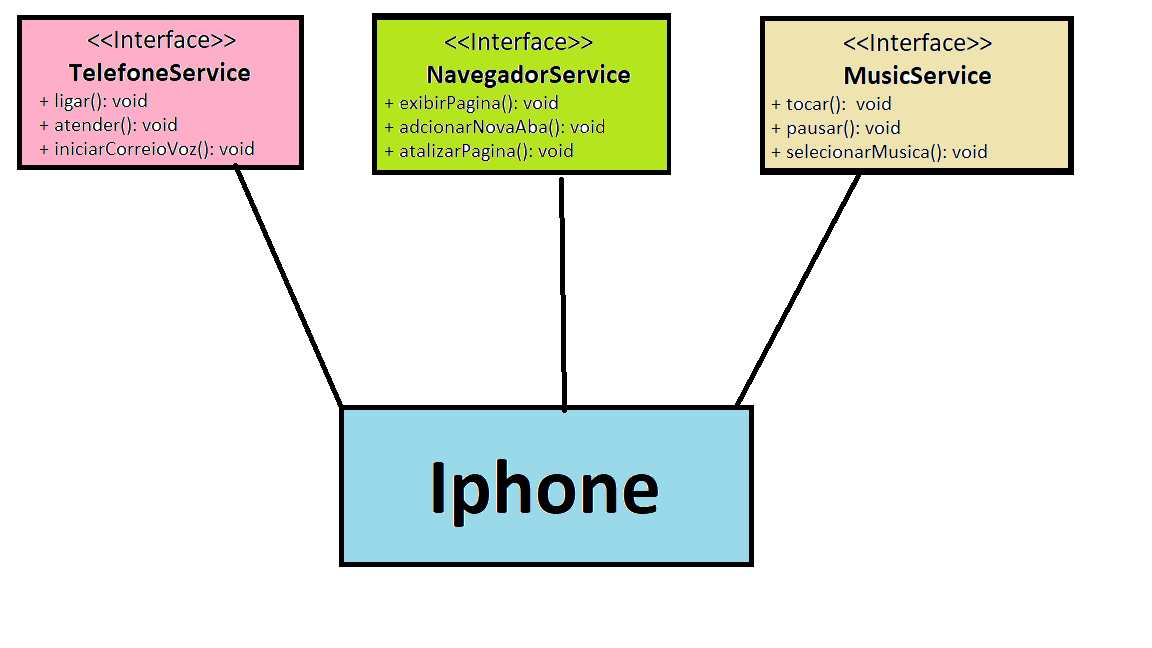 <<Interface>>
TelefoneService
+ ligar(): void
+ atender(): void
+ iniciarCorreioVoz(): void
<<Interface>>
NavegadorService
+ exibirPagina(): void
+ adcionarNovaAba(): void
+ atalizarPagina(): void
<<Interface>>
MusicService
+ tocar(): void
+ pausar(): void
+ selecionarMusica(): void
Iphone